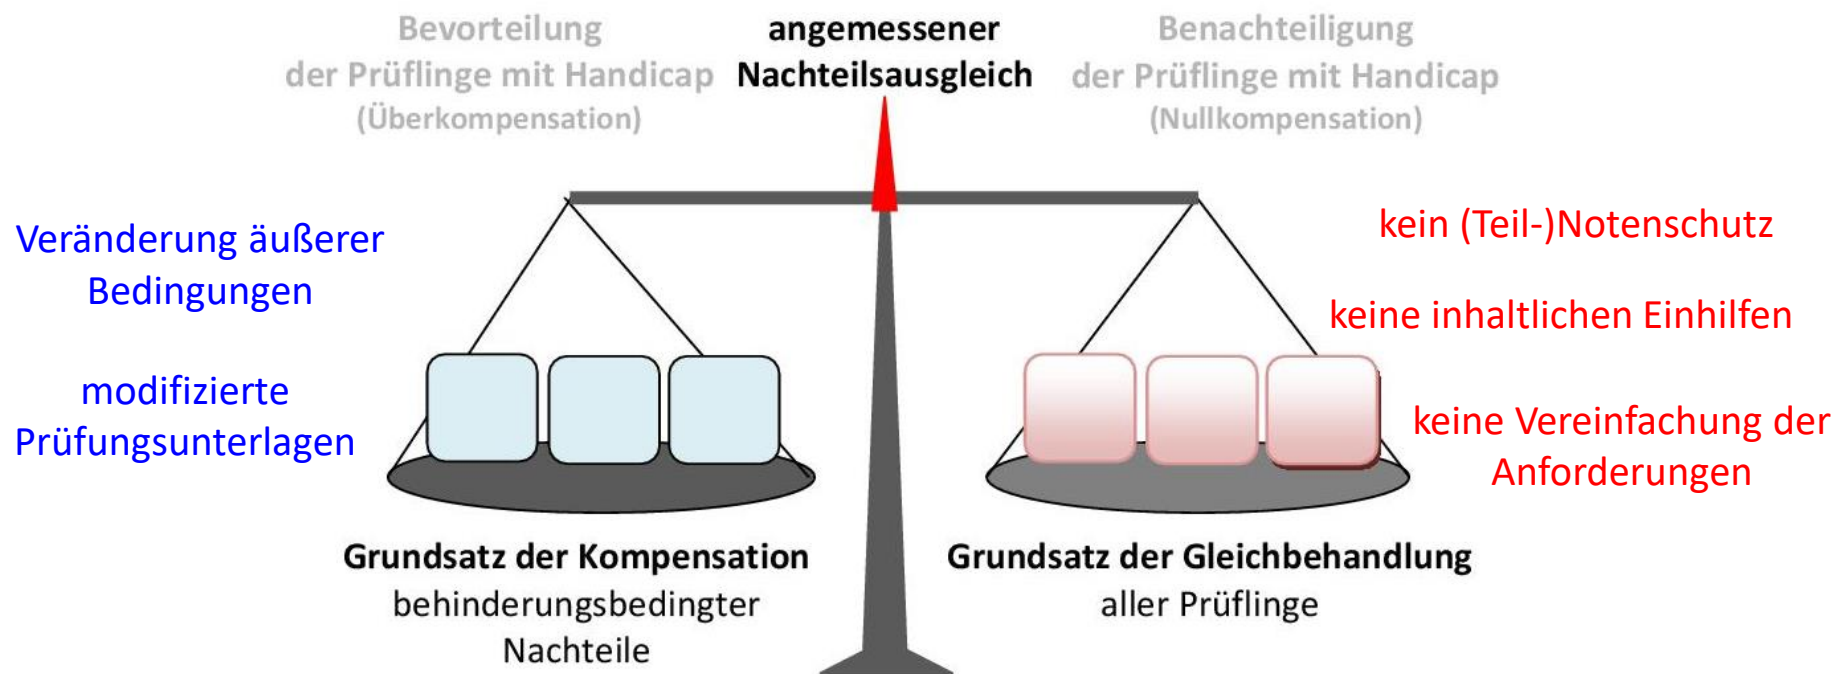 Bevorteilung
der Prüflinge mit Handicap
(Überkompensation)
angemessener
Nachteilsausgleich
Benachteiligung
der Prüflinge mit Handicap
(Nullkompensation)
Veränderung äußerer
Bedingungen
modifizierte
Prüfungsunterlagen
kein (Teil-)Notenschutz
keine inhaltlichen Einhilfen
keine Vereinfachung der
Anforderungen
Grundsatz der Kompensation
behinderungsbedingter
Nachteile
Grundsatz der Gleichbehandlung
aller Prüflinge